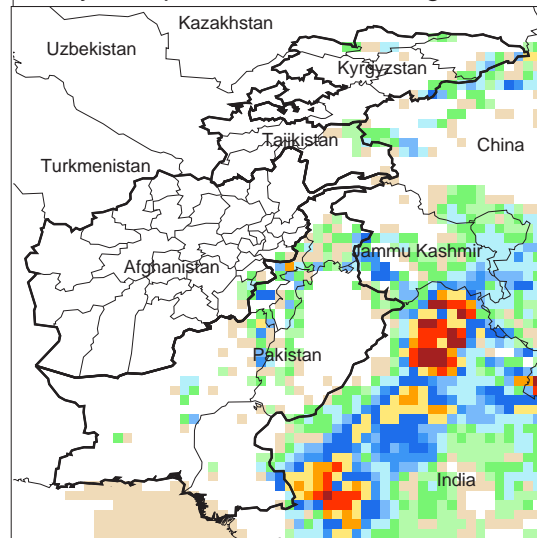 Kazakhstan
Uzbekistan
Kyrgyzstan
Tajikistan
China
Turkmenistan
Jammu Kashmir
Afghanistan
Pakistan
India